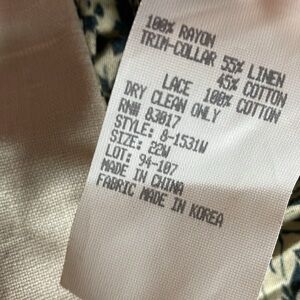 100% RAYON
TRIM-COLLAR 55% LINEN
45% COTTON
LACE 100% COTTON
DRY CLEAN ONLY
RN# 83017
STYLE: 8-1531W
SIZE: 22W
LOT: 94-107
MADE IN CHINA
FABRIC MADE IN KOREA